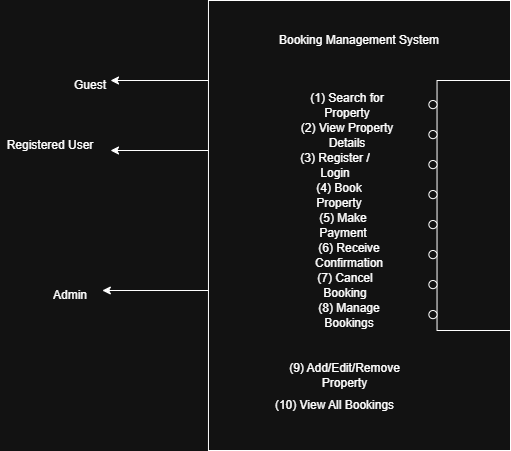 Booking Management System
Guest
Registered User
Admin
(1) Search for
Property
(2) View Property
Details
(3) Register /
Login
(4) Book
Property
(5) Make
Payment
(6) Receive
Confirmation
(7) Cancel
Booking
(8) Manage
Bookings
(9) Add/Edit/Remove
Property
(10) View All Bookings